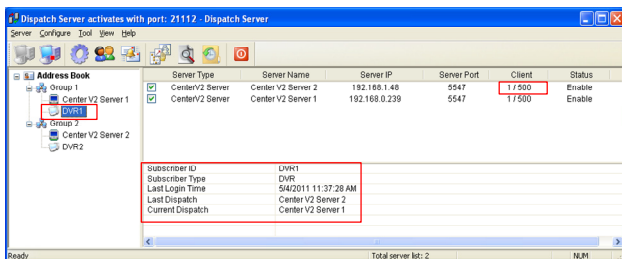 Dispatch Server activates with port: 21112 - Dispatch Server
Server Configure Tool View Help
Address Book
Group 1
Center V2 Server 1
DVR1
Group 2
Center V2 Server 2
DVR2
Server Type Server Name Server IP Server Port Client Status
CenterV2 Server Center V2 Server 2 192.168.1.48 5547 1 / 500 Enable
CenterV2 Server Center V2 Server 1 192.168.0.239 5547 1 / 500 Enable
Subscriber ID DVR1
Subscriber Type DVR
Last Login Time 5/4/2011 11:37:28 AM
Last Dispatch Center V2 Server 2
Current Dispatch Center V2 Server 1
Ready Total server list: 2 NUM